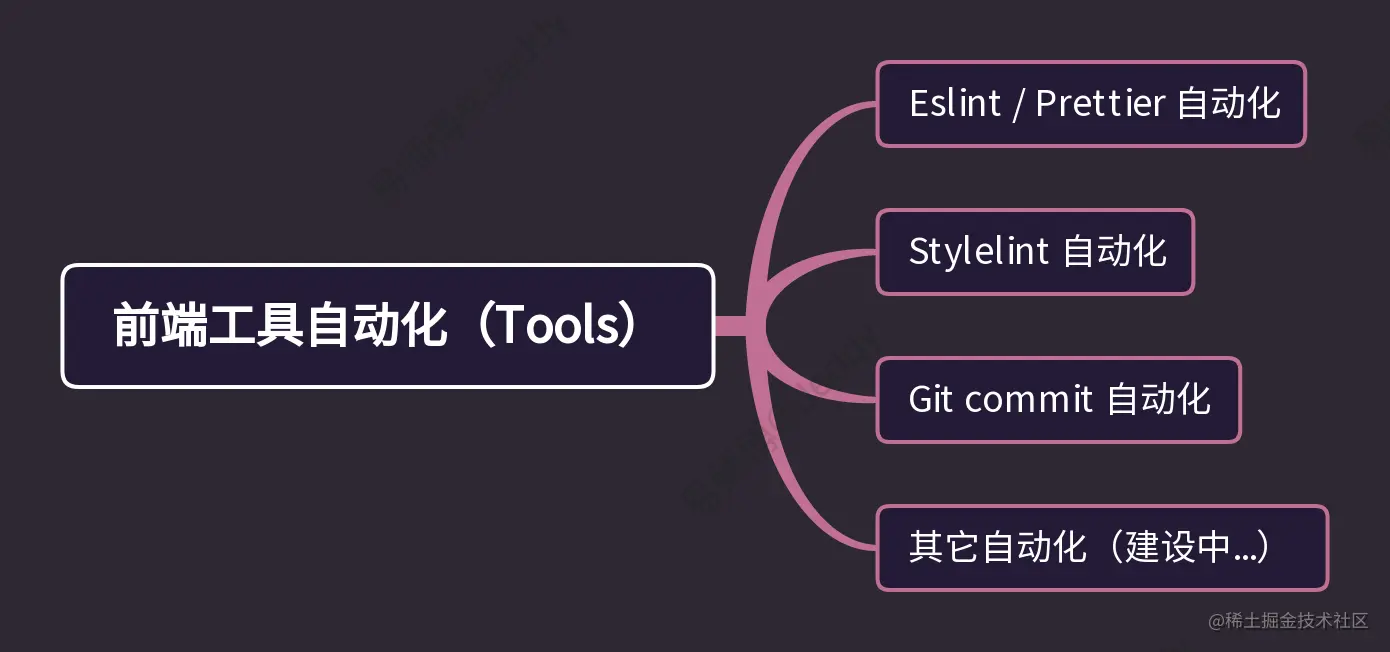 前端工具自动化（Tools）
Eslint / Prettier 自动化
Stylelint 自动化
Git commit 自动化
其它自动化（建设中...）
@稀土掘金技术社区